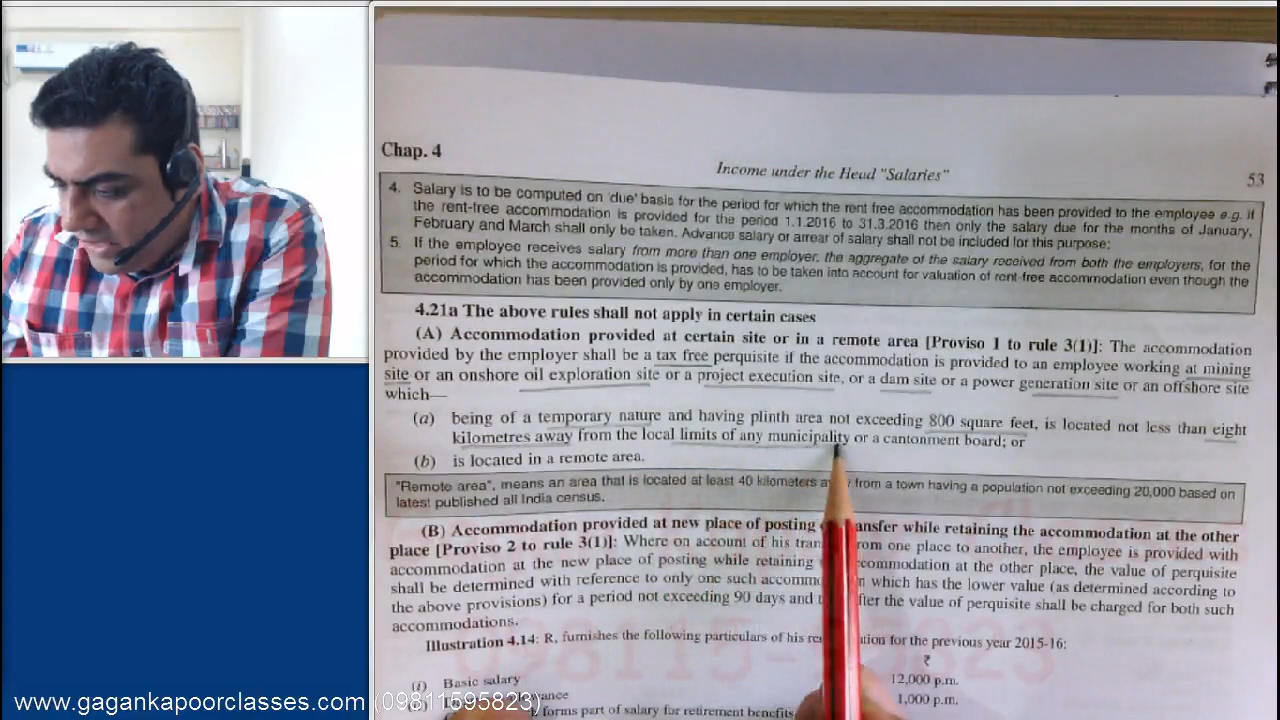 Chap. 4
Income under the Head "Salaries"
53
4. Salary is to be computed on 'due' basis for the period for which the rent free accommodation has been provided to the employee e.g. if
the rent-free accommodation is provided for the period 1.1.2016 to 31.3.2016 then only the salary due for the months of January,
February and March shall only be taken. Advance salary or arrear of salary shall not be included for this purpose;
5. If the employee receives salary from more than one employer, the aggregate of the salary received from both the employers, for the
period for which the accommodation is provided, has to be taken into account for valuation of rent-free accommodation even though the
accommodation has been provided only by one employer.
4.21a The above rules shall not apply in certain cases
(A) Accommodation provided at certain site or in a remote area [Proviso 1 to rule 3(1)]: The accommodation
provided by the employer shall be a tax free perquisite if the accommodation is provided to an employee working at mining
site or an onshore oil exploration site or a project execution site, or a dam site or a power generation site or an offshore site
which—
(a) being of a temporary nature and having plinth area not exceeding 800 square feet, is located not less than eight
kilometres away from the local limits of any municipality or a cantonment board; or
(b) is located in a remote area.
"Remote area", means an area that is located at least 40 kilometers from a town having a population not exceeding 20,000 based on
latest published all India census.
(B) Accommodation provided at new place of posting while retaining the accommodation at the other
place [Proviso 2 to rule 3(1)]: Where on account of his from one place to another, the employee is provided with
accommodation at the new place of posting while retaining at the other place, the value of perquisite
shall be determined with reference to only one such which has the lower value (as determined according to
the above provisions) for a period not exceeding 90 days and the value of perquisite shall be charged for both such
accommodations.
Illustration 4.14: R, furnishes the following particulars of his for the previous year 2015-16:
₹
(i) Basic salary 12,000 p.m.
1,000 p.m.
forms part of salary for retirement benefits
www.gagankapoorclasses.com (09811595823)